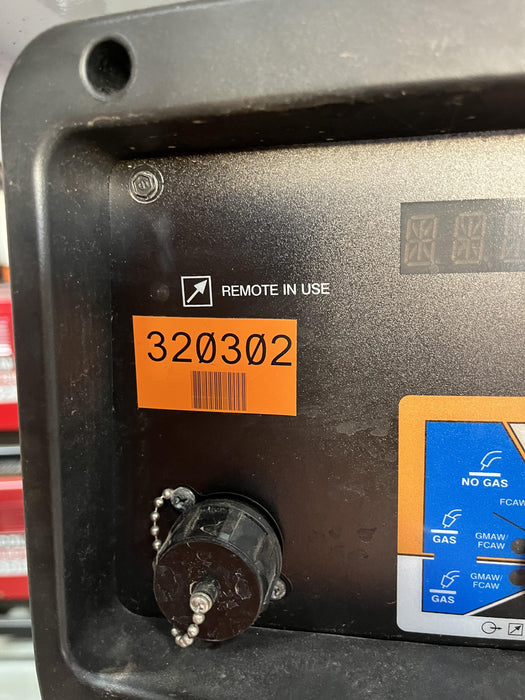 REMOTE IN USE
320302
NO GAS
FCAW
GMAW/
FCAW
GAS
GMAW/
FCAW
GAS